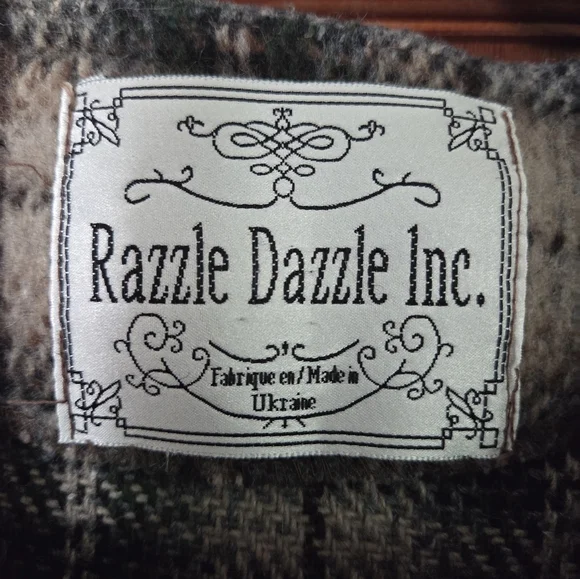 Razzle Dazzle Inc.
Fabrique en / Made in
Ukraine